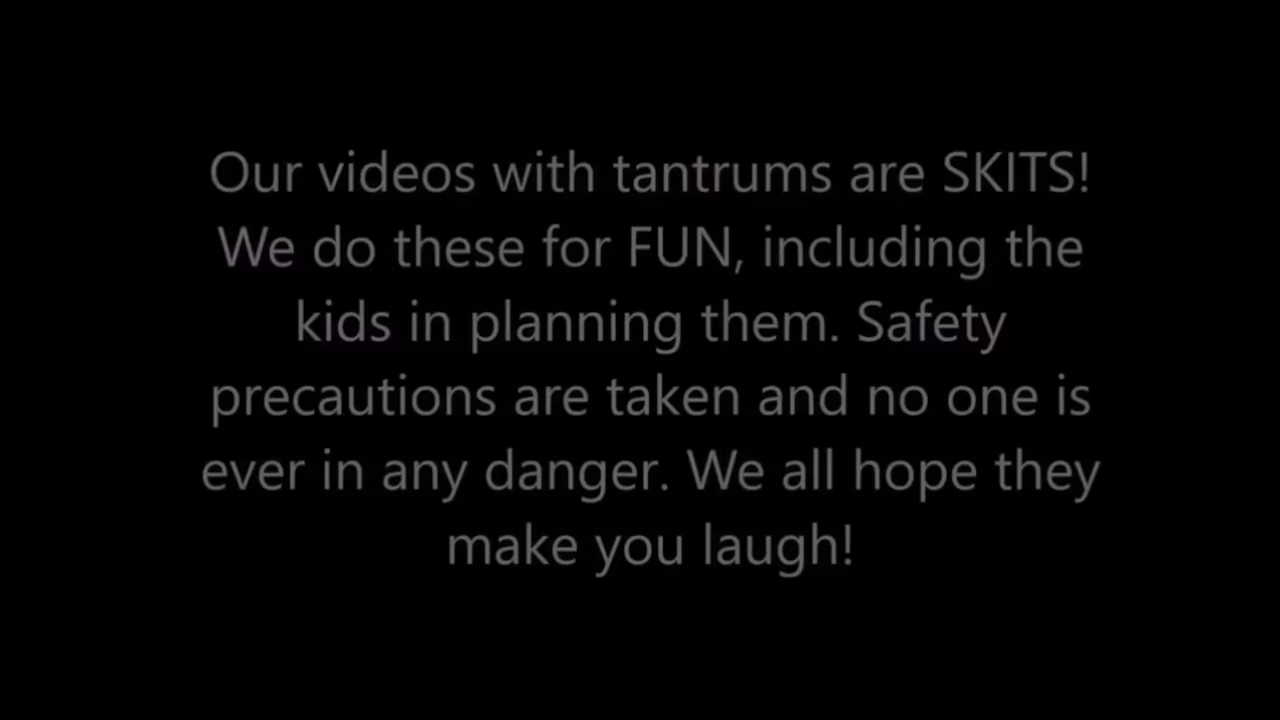 Our videos with tantrums are SKITS!
We do these for FUN, including the
kids in planning them. Safety
precautions are taken and no one is
ever in any danger. We all hope they
make you laugh!